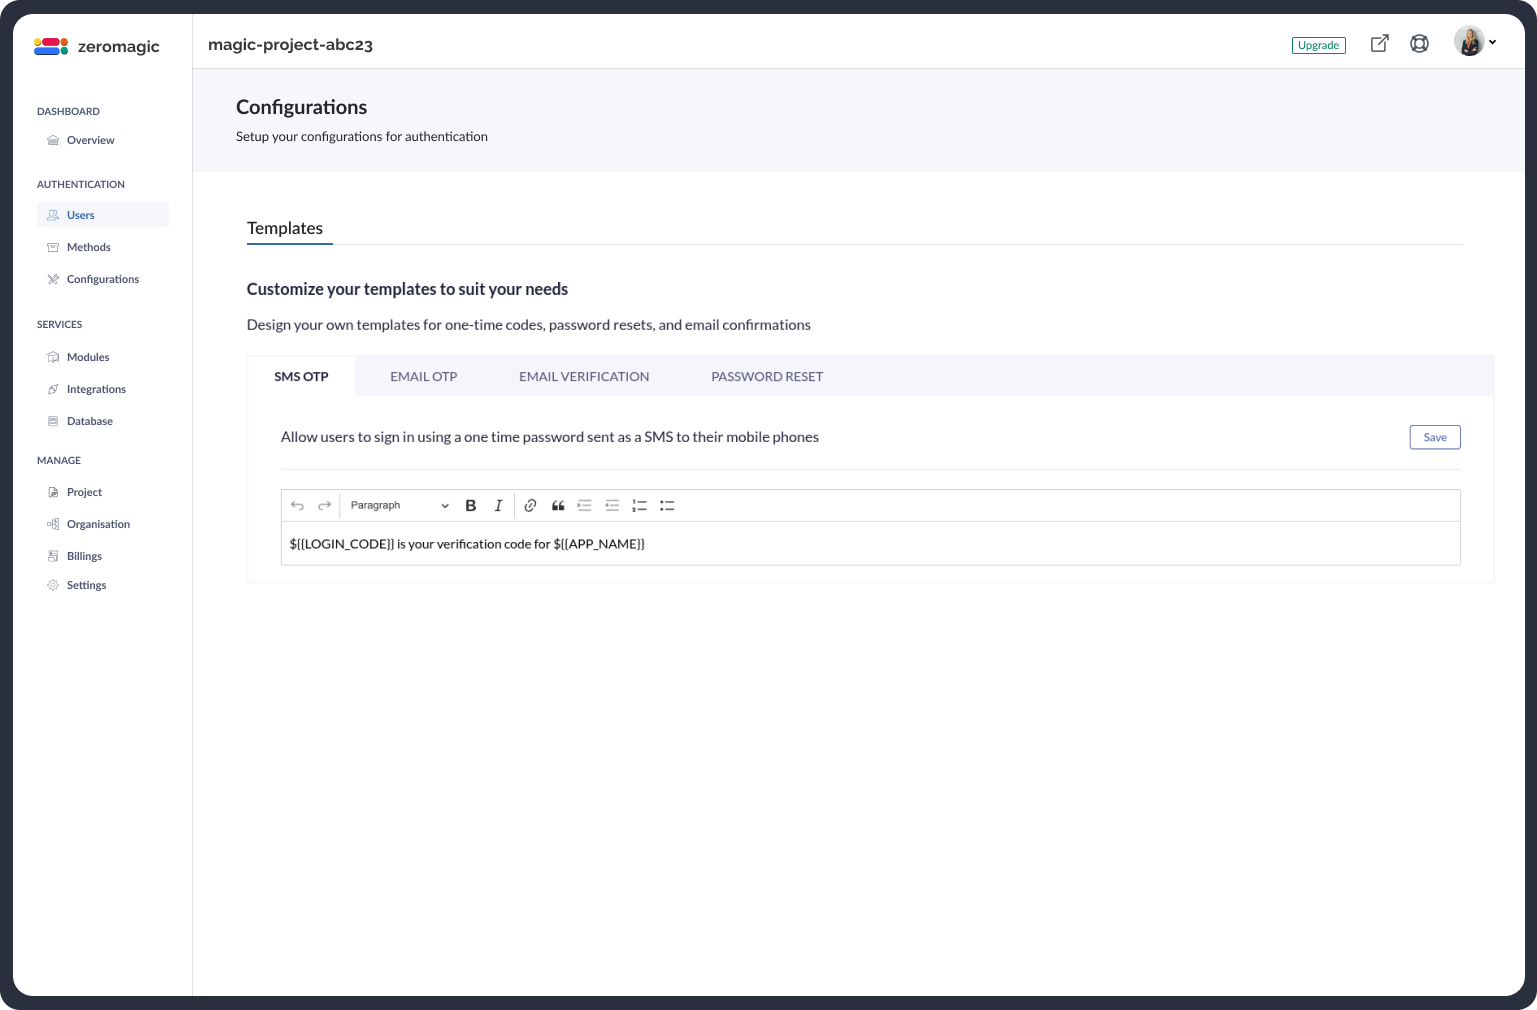 zeromagic
magic-project-abc23
Upgrade
DASHBOARD
Overview
AUTHENTICATION
Users
Methods
Configurations
SERVICES
Modules
Integrations
Database
MANAGE
Project
Organisation
Billings
Settings
Configurations
Setup your configurations for authentication
Templates
Customize your templates to suit your needs
Design your own templates for one-time codes, password resets, and email confirmations
SMS OTP EMAIL OTP EMAIL VERIFICATION PASSWORD RESET
Allow users to sign in using a one time password sent as a SMS to their mobile phones
Save
Paragraph B I
${{LOGIN_CODE}} is your verification code for ${{APP_NAME}}